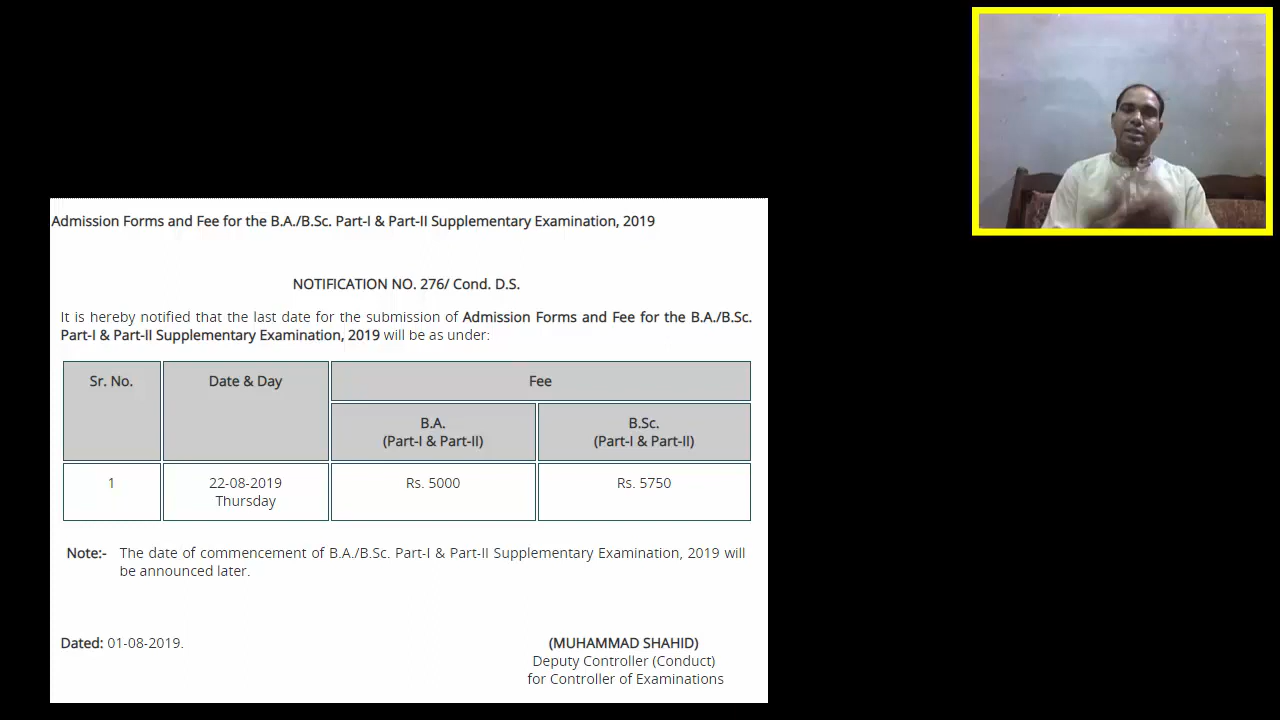 Admission Forms and Fee for the B.A./B.Sc. Part-I & Part-II Supplementary Examination, 2019
NOTIFICATION NO. 276/ Cond. D.S.
It is hereby notified that the last date for the submission of Admission Forms and Fee for the B.A./B.Sc.
Part-I & Part-II Supplementary Examination, 2019 will be as under:
Sr. No.
Date & Day
Fee
B.A.
(Part-I & Part-II)
B.Sc.
(Part-I & Part-II)
1
22-08-2019
Thursday
Rs. 5000
Rs. 5750
Note:- The date of commencement of B.A./B.Sc. Part-I & Part-II Supplementary Examination, 2019 will
be announced later.
Dated: 01-08-2019.
(MUHAMMAD SHAHID)
Deputy Controller (Conduct)
for Controller of Examinations